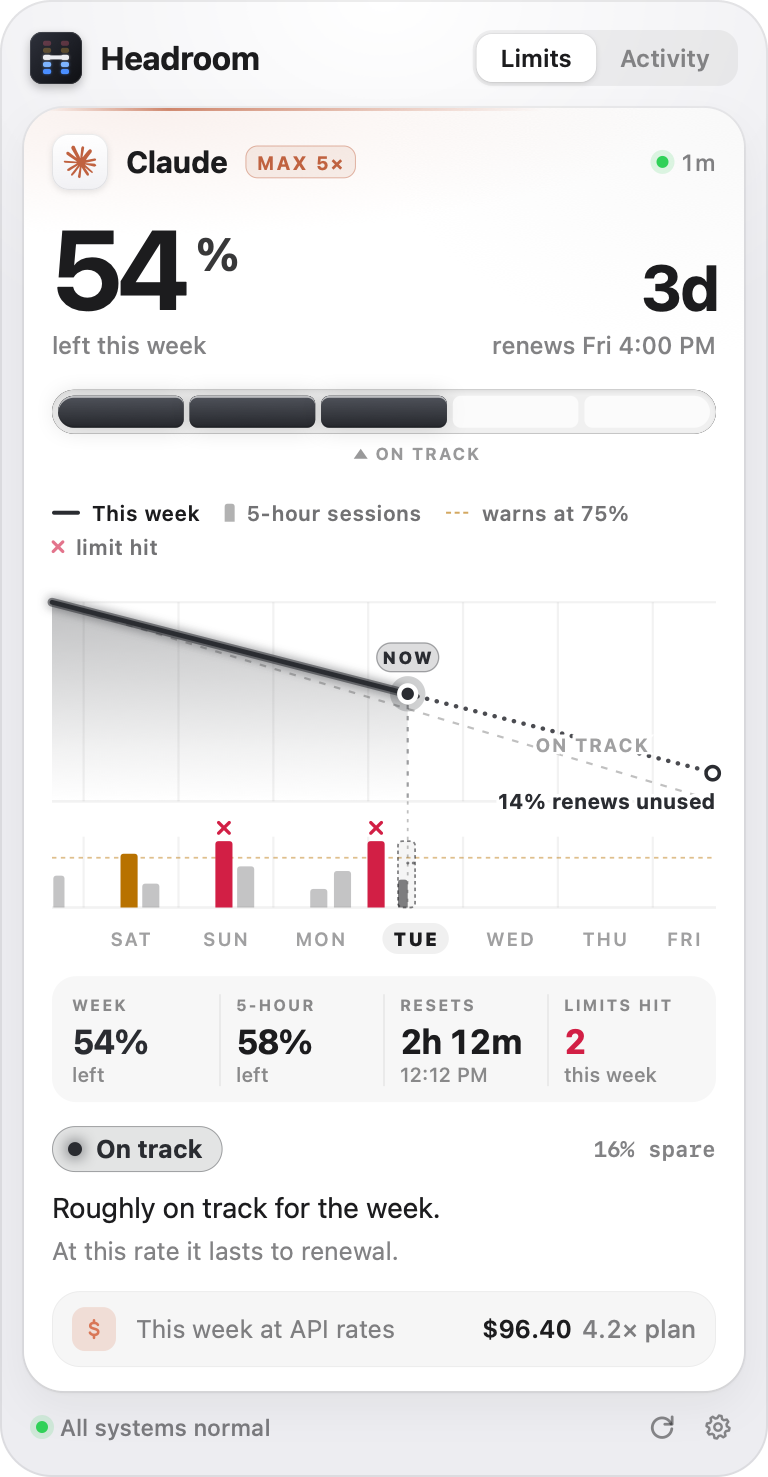 Headroom
Limits Activity
Claude MAX 5× 1m
54% 3d
left this week renews Fri 4:00 PM
▲ ON TRACK
This week 5-hour sessions warns at 75%
× limit hit
NOW
ON TRACK
14% renews unused
SAT SUN MON TUE WED THU FRI
WEEK 5-HOUR RESETS LIMITS HIT
54% 58% 2h 12m 2
left left 12:12 PM this week
On track 16% spare
Roughly on track for the week.
At this rate it lasts to renewal.
$ This week at API rates $96.40 4.2× plan
All systems normal